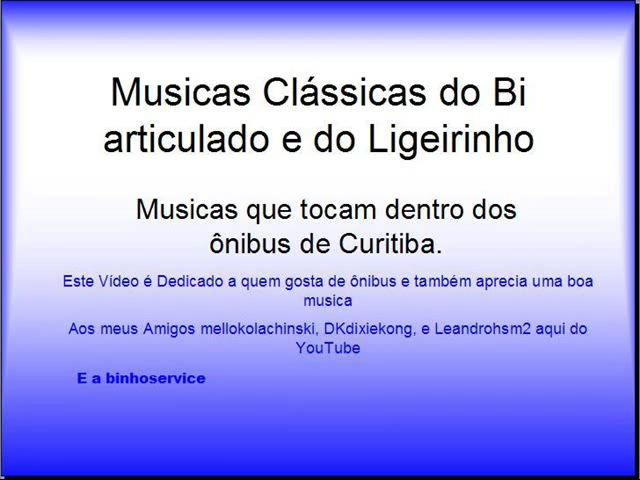 Musicas Clássicas do Bi
articulado e do Ligeirinho
Musicas que tocam dentro dos
ônibus de Curitiba.
Este Vídeo é Dedicado a quem gosta de ônibus e também aprecia uma boa
musica
Aos meus Amigos mellokolachinski, DKdixiekong, e Leandrohsm2 aqui do
YouTube
E a binhoservice